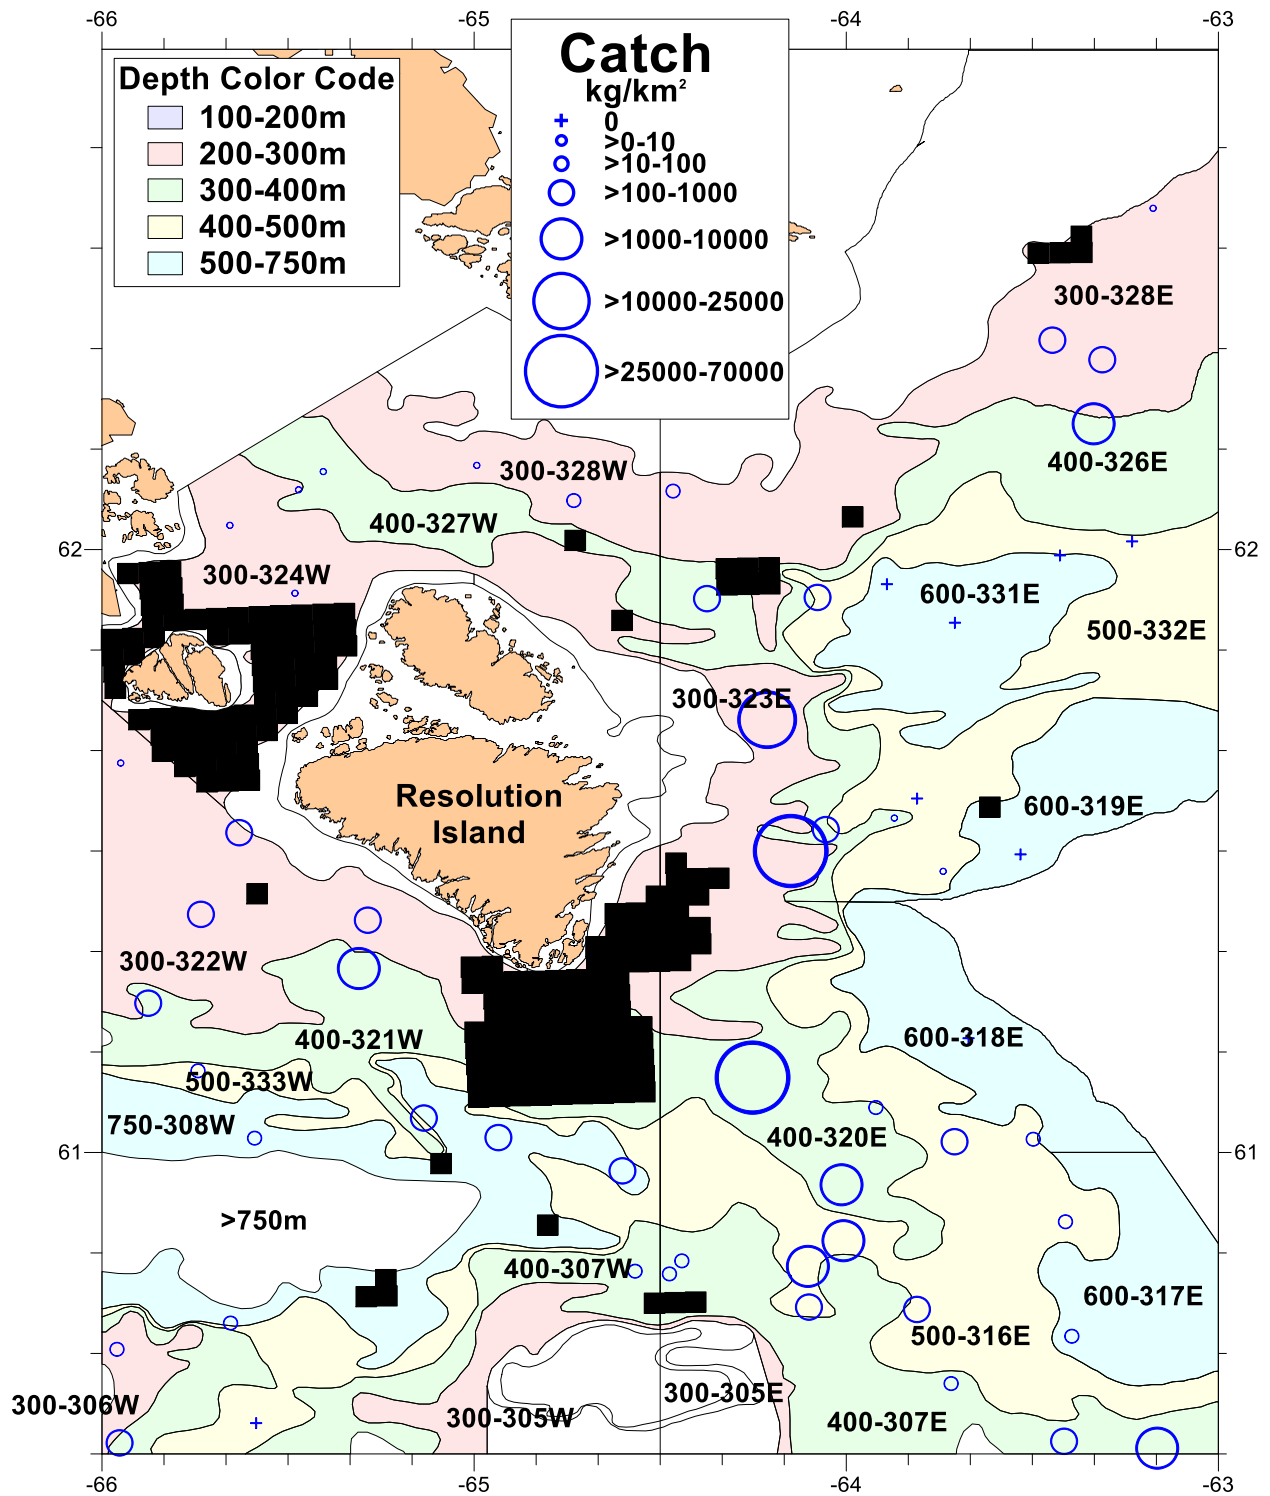 -66
-65
-64
-63
Depth Color Code
100-200m
200-300m
300-400m
400-500m
500-750m
Catch
kg/km²
0
>0-10
>10-100
>100-1000
>1000-10000
>10000-25000
>25000-70000
300-328E
400-326E
300-328W
400-327W
62
62
300-324W
600-331E
500-332E
300-323E
Resolution
Island
600-319E
300-322W
400-321W
600-318E
500-333W
750-308W
400-320E
61
61
>750m
400-307W
600-317E
500-316E
300-305E
300-306W
300-305W
400-307E
-66
-65
-64
-63